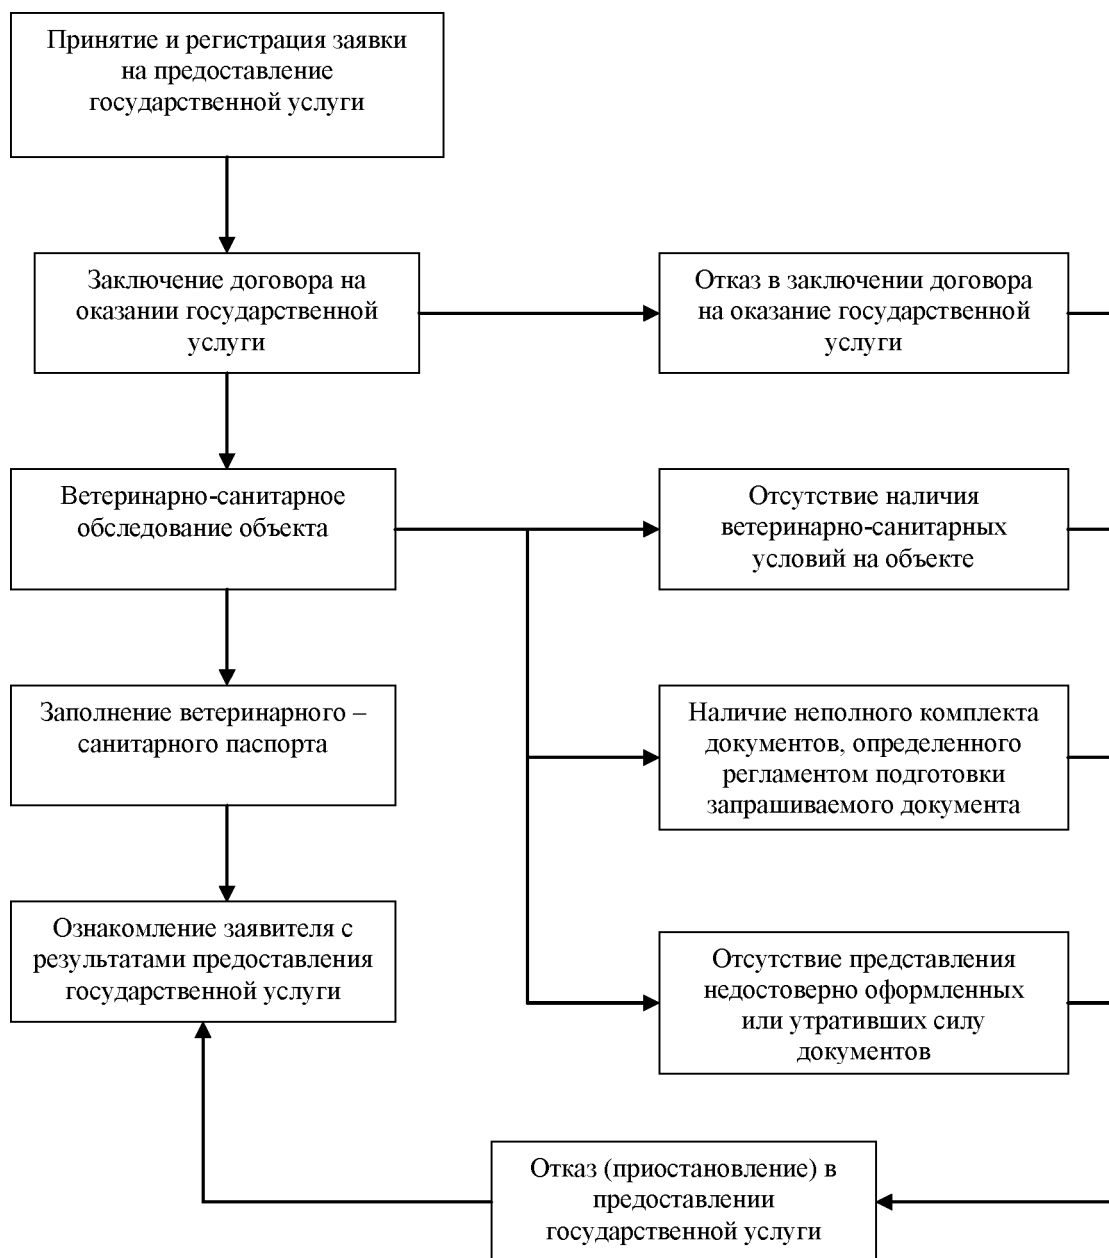 Принятие и регистрация заявки
на предоставление
государственной услуги
Заключение договора на
оказании государственной
услуги
Отказ в заключении договора
на оказание государственной
услуги
Ветеринарно-санитарное
обследование объекта
Отсутствие наличия
ветеринарно-санитарных
условий на объекте
Заполнение ветеринарного –
санитарного паспорта
Наличие неполного комплекта
документов, определенного
регламентом подготовки
запрашиваемого документа
Ознакомление заявителя с
результатами предоставления
государственной услуги
Отсутствие представления
недостоверно оформленных
или утративших силу
документов
Отказ (приостановление) в
предоставлении
государственной услуги